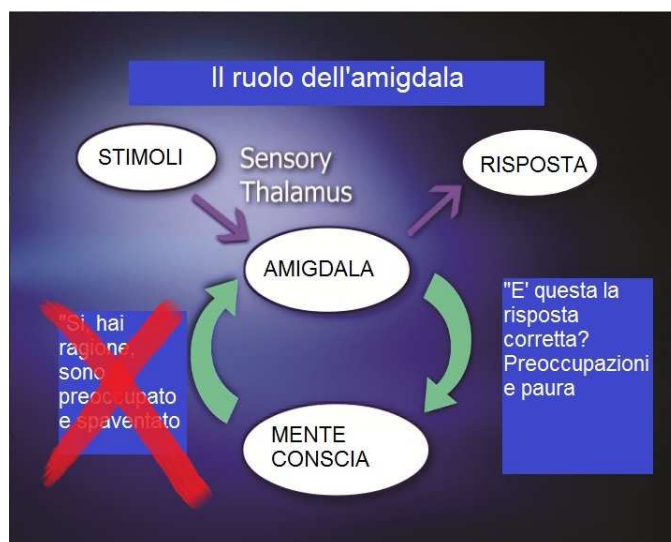 Il ruolo dell'amigdala
STIMOLI
Sensory
Thalamus
RISPOSTA
AMIGDALA
"Si, hai
ragione,
sono
preoccupato
e spaventato
"E' questa la
risposta
corretta?
Preoccupazioni
e paura
MENTE
CONSCIA